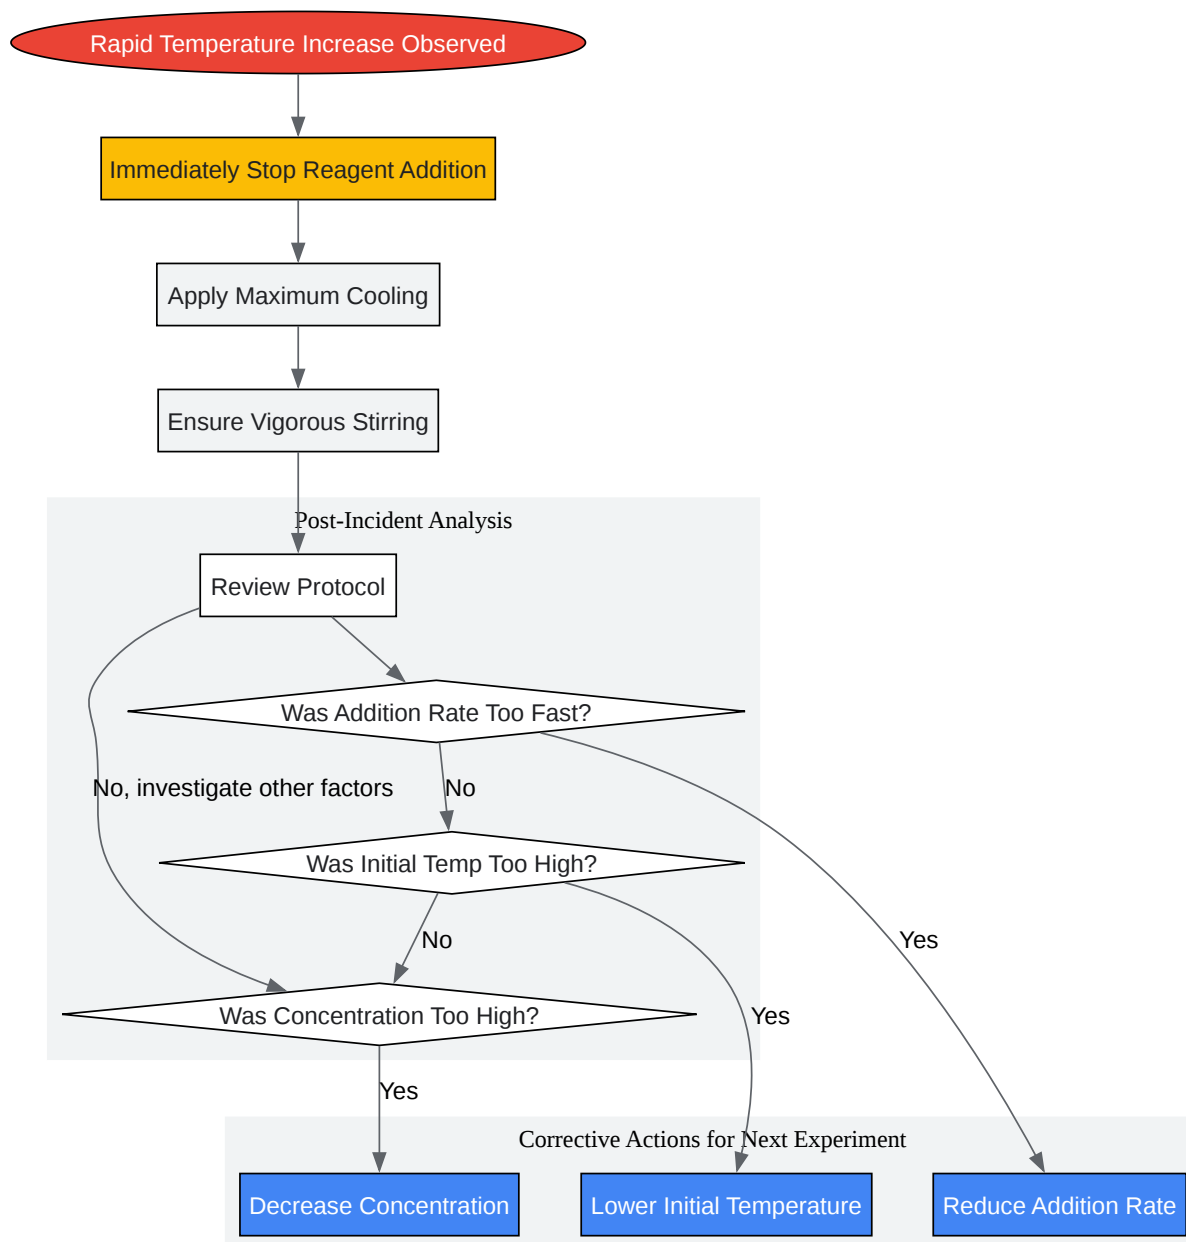 Rapid Temperature Increase Observed
Immediately Stop Reagent Addition
Apply Maximum Cooling
Ensure Vigorous Stirring
Post-Incident Analysis
Review Protocol
Was Addition Rate Too Fast?
No, investigate other factors
No
Was Initial Temp Too High?
No
Yes
Was Concentration Too High?
Yes
Yes
Corrective Actions for Next Experiment
Decrease Concentration
Lower Initial Temperature
Reduce Addition Rate